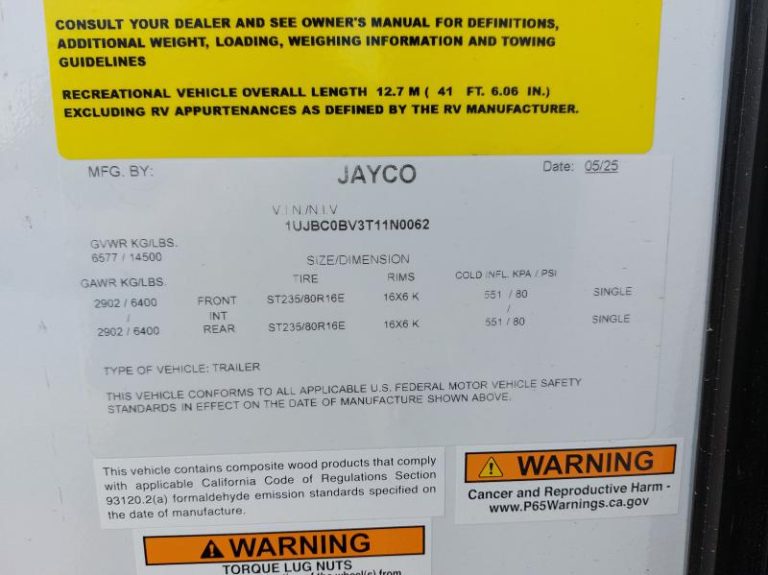 CONSULT YOUR DEALER AND SEE OWNER'S MANUAL FOR DEFINITIONS,
ADDITIONAL WEIGHT, LOADING, WEIGHING INFORMATION AND TOWING
GUIDELINES
RECREATIONAL VEHICLE OVERALL LENGTH 12.7 M ( 41 FT. 6.06 IN.)
EXCLUDING RV APPURTENANCES AS DEFINED BY THE RV MANUFACTURER.
MFG. BY: JAYCO Date: 05/25
V.I.N./N.I.V
1UJBC0BV3T11N0062
GVWR KG/LBS.
6577 / 14500
SIZE/DIMENSION
GAWR KG/LBS. TIRE RIMS COLD INFL. KPA / PSI
2902 / 6400 FRONT ST235/80R16E 16X6 K 551 / 80 SINGLE
/ INT /
2902 / 6400 REAR ST235/80R16E 16X6 K 551 / 80 SINGLE
TYPE OF VEHICLE: TRAILER
THIS VEHICLE CONFORMS TO ALL APPLICABLE U.S. FEDERAL MOTOR VEHICLE SAFETY
STANDARDS IN EFFECT ON THE DATE OF MANUFACTURE SHOWN ABOVE.
This vehicle contains composite wood products that comply
with applicable California Code of Regulations Section
93120.2(a) formaldehyde emission standards specified on
the date of manufacture.
WARNING
Cancer and Reproductive Harm -
www.P65Warnings.ca.gov
WARNING
TORQUE LUG NUTS
of the wheel(s) from